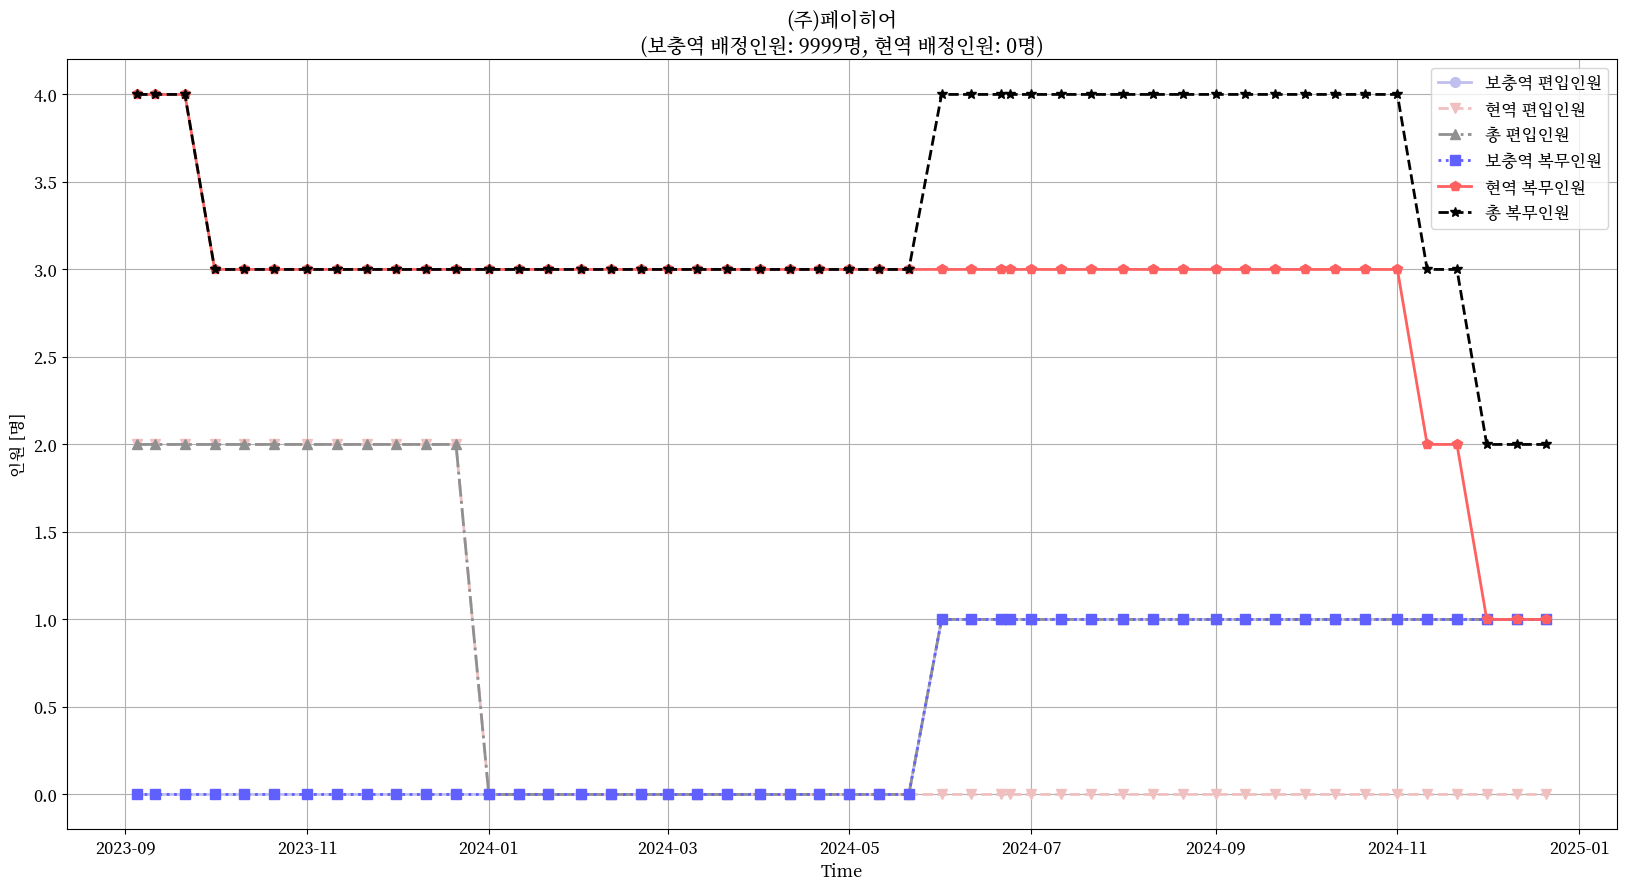 (주)페이히어
(보충역 배정인원: 9999명, 현역 배정인원: 0명)
보충역 편입인원
현역 편입인원
총 편입인원
보충역 복무인원
현역 복무인원
총 복무인원
인원 [명]
4.0
3.5
3.0
2.5
2.0
1.5
1.0
0.5
0.0
2023-09 2023-11 2024-01 2024-03 2024-05 2024-07 2024-09 2024-11 2025-01
Time